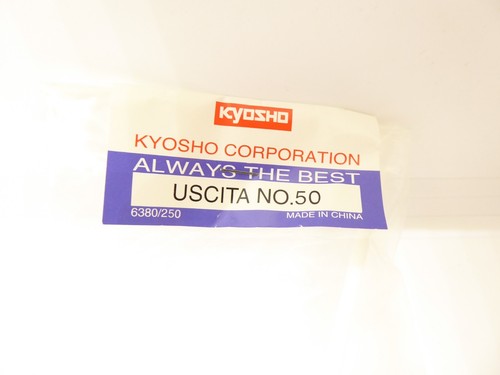 KYOSHO
KYOSHO CORPORATION
ALWAYS THE BEST
USCITA NO.50
6380/250 MADE IN CHINA